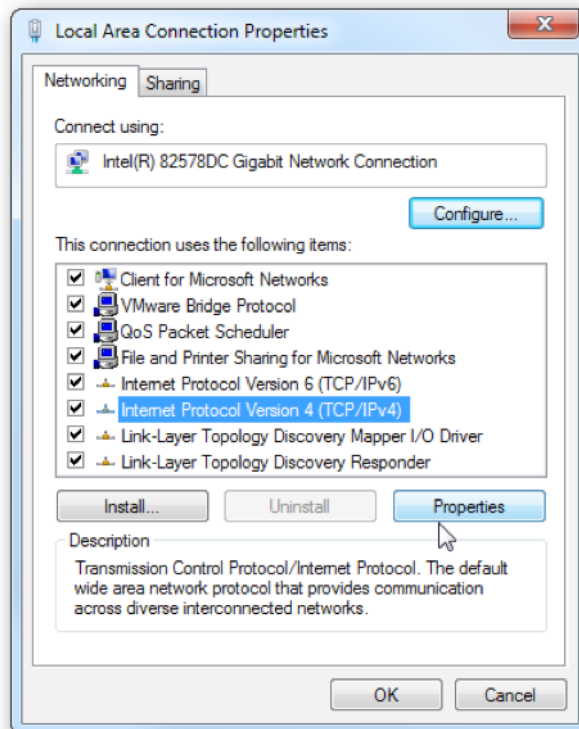 Local Area Connection Properties
Networking
Sharing
Connect using:
Intel(R) 82578DC Gigabit Network Connection
Configure...
This connection uses the following items:
Client for Microsoft Networks
VMware Bridge Protocol
QoS Packet Scheduler
File and Printer Sharing for Microsoft Networks
Internet Protocol Version 6 (TCP/IPv6)
Internet Protocol Version 4 (TCP/IPv4)
Link-Layer Topology Discovery Mapper I/O Driver
Link-Layer Topology Discovery Responder
Install...
Uninstall
Properties
Description
Transmission Control Protocol/Internet Protocol. The default
wide area network protocol that provides communication
across diverse interconnected networks.
OK
Cancel